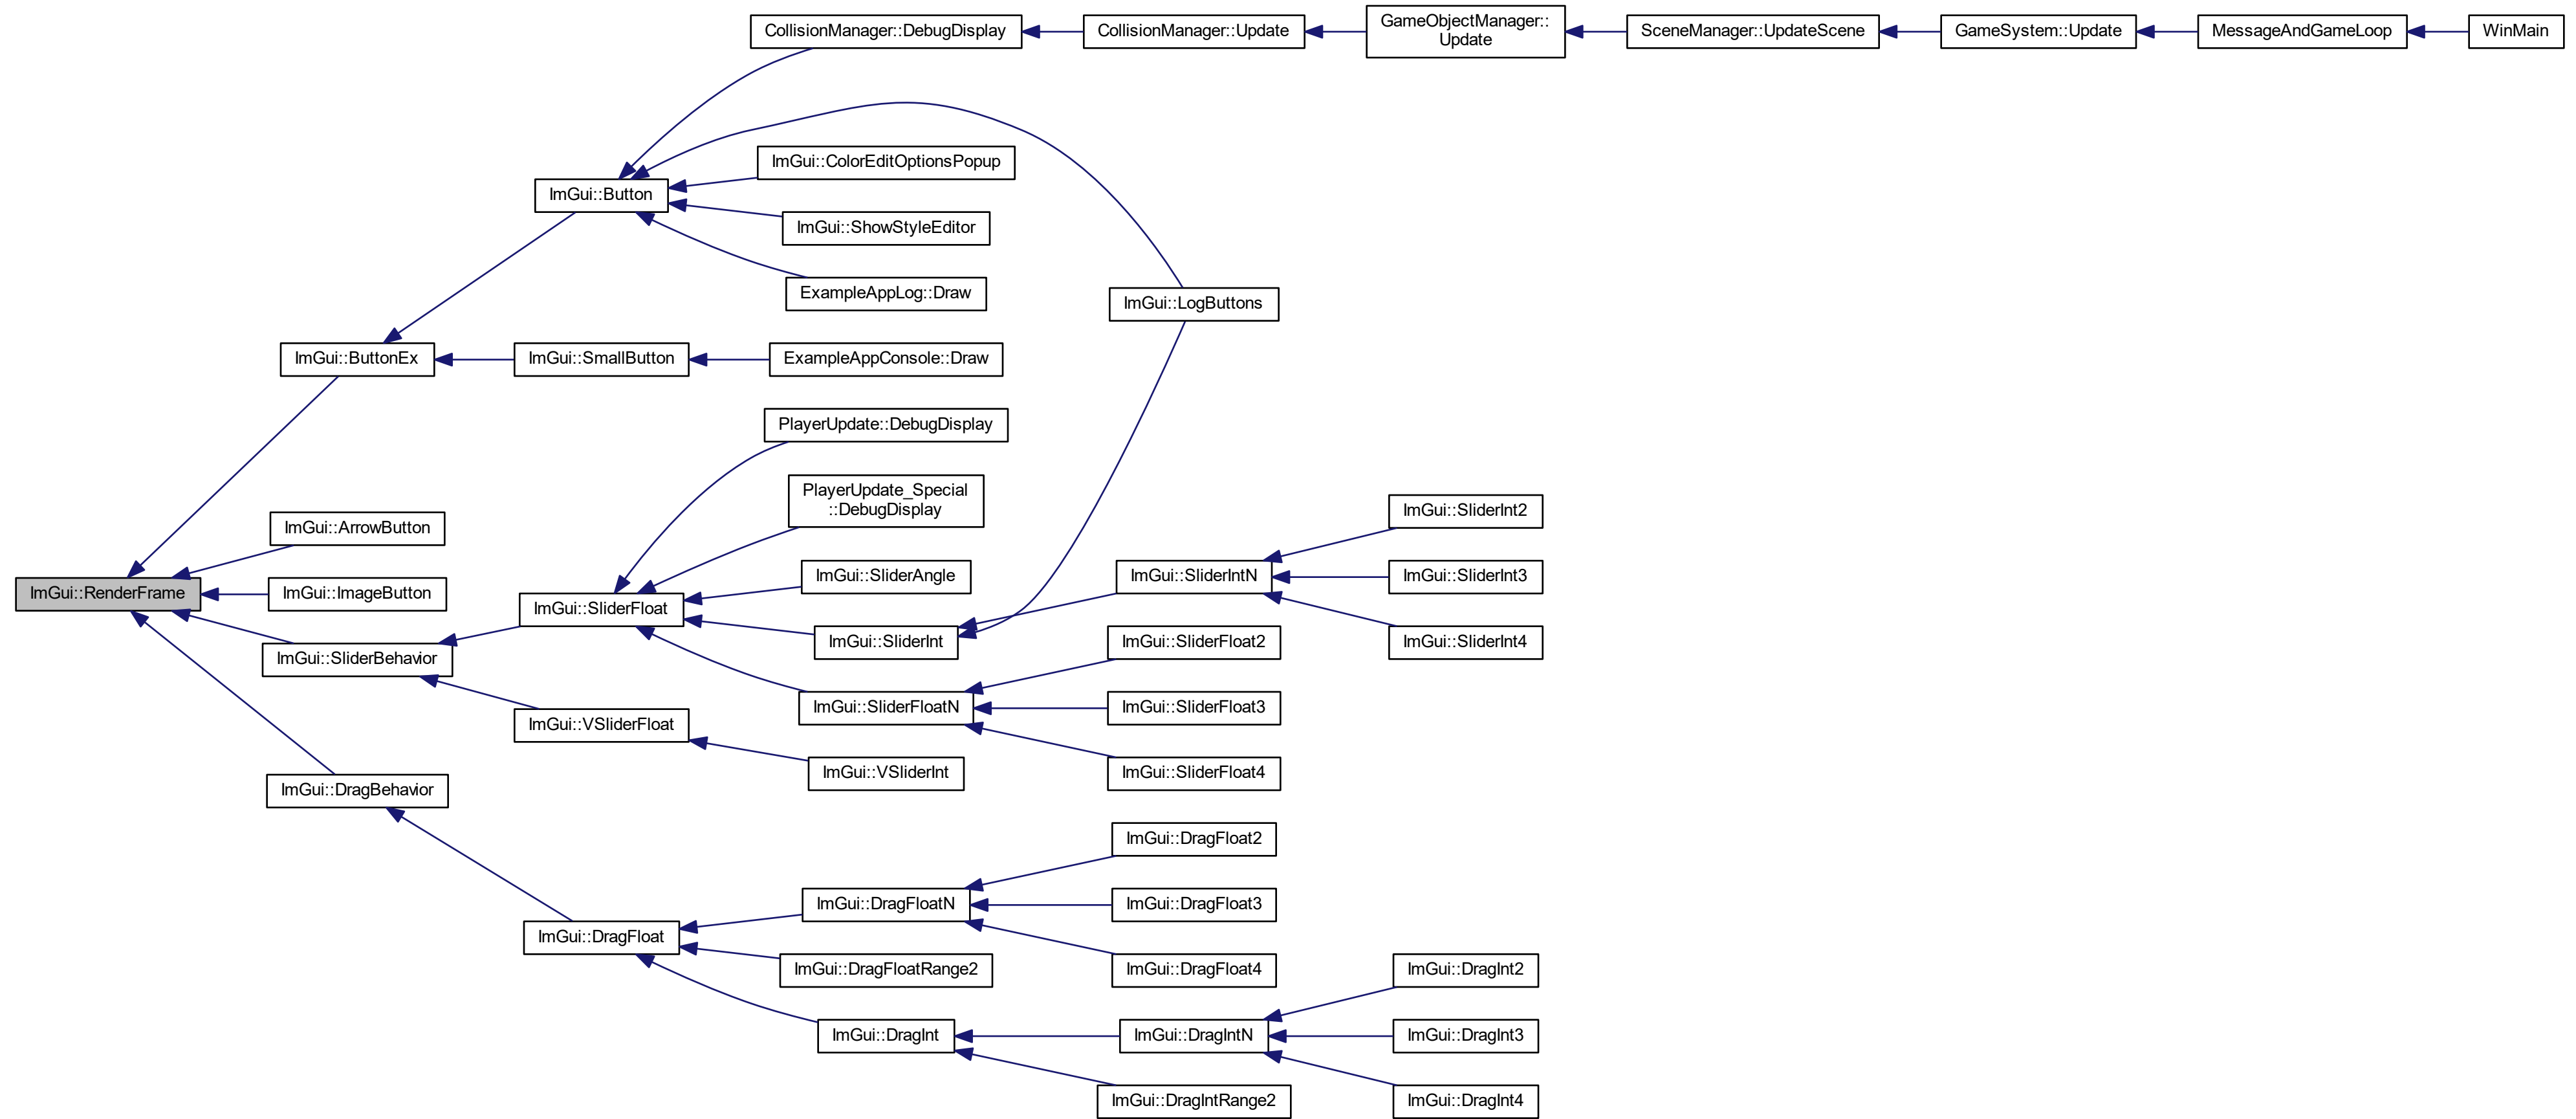 CollisionManager::DebugDisplay
CollisionManager::Update
GameObjectManager::
Update
SceneManager::UpdateScene
GameSystem::Update
MessageAndGameLoop
WinMain
ImGui::ColorEditOptionsPopup
ImGui::Button
ImGui::ShowStyleEditor
ExampleAppLog::Draw
ImGui::LogButtons
ImGui::ButtonEx
ImGui::SmallButton
ExampleAppConsole::Draw
PlayerUpdate::DebugDisplay
PlayerUpdate_Special
::DebugDisplay
ImGui::SliderInt2
ImGui::ArrowButton
ImGui::SliderAngle
ImGui::SliderIntN
ImGui::SliderInt3
ImGui::RenderFrame
ImGui::ImageButton
ImGui::SliderFloat
ImGui::SliderInt
ImGui::SliderFloat2
ImGui::SliderInt4
ImGui::SliderBehavior
ImGui::SliderFloatN
ImGui::SliderFloat3
ImGui::VSliderFloat
ImGui::VSliderInt
ImGui::SliderFloat4
ImGui::DragBehavior
ImGui::DragFloat2
ImGui::DragFloatN
ImGui::DragFloat3
ImGui::DragFloat
ImGui::DragFloatRange2
ImGui::DragFloat4
ImGui::DragInt2
ImGui::DragInt
ImGui::DragIntN
ImGui::DragInt3
ImGui::DragIntRange2
ImGui::DragInt4